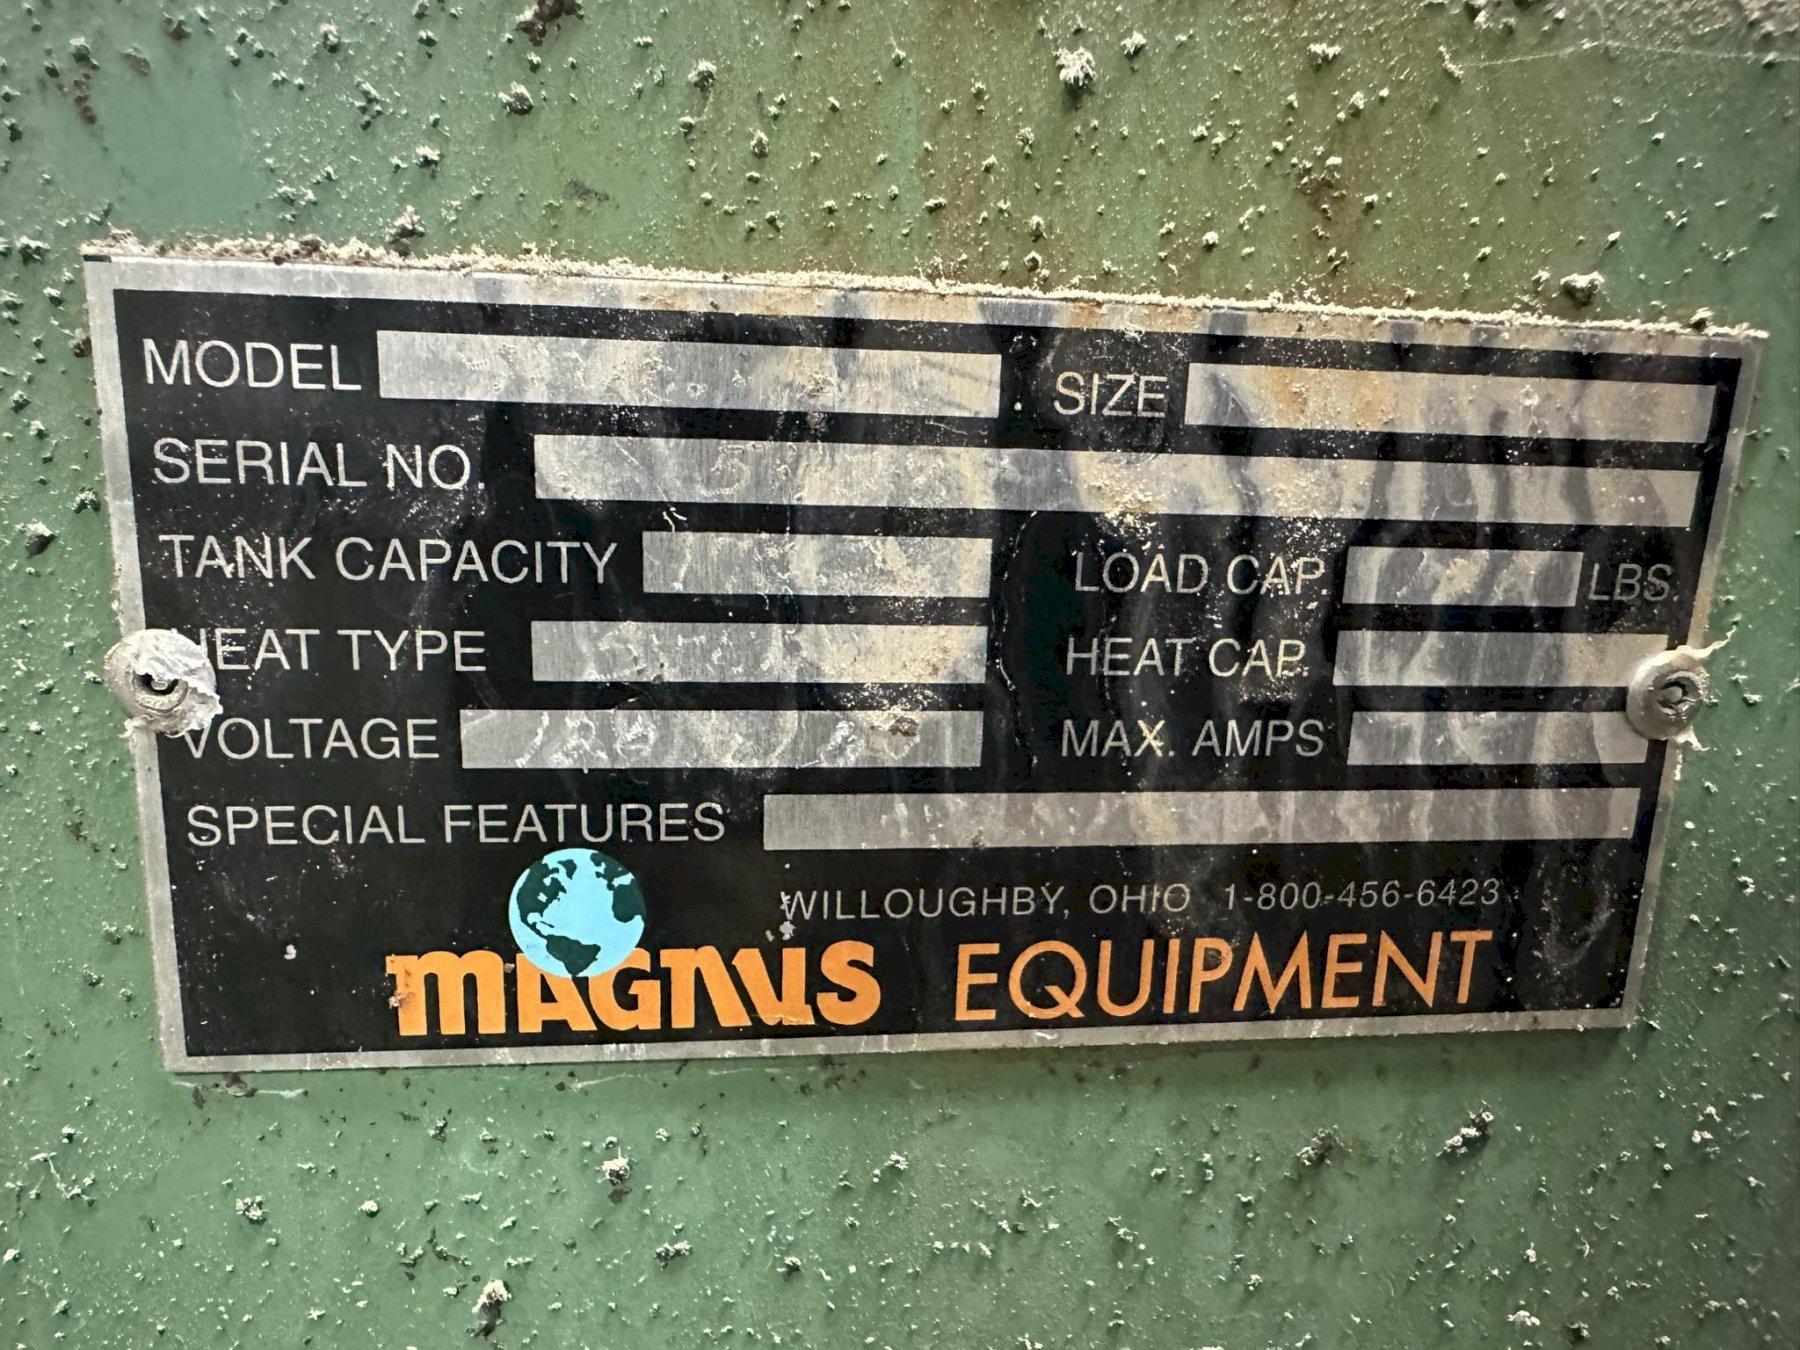 MODEL SIZE
SERIAL NO.
TANK CAPACITY LOAD CAP. LBS.
HEAT TYPE HEAT CAP.
VOLTAGE MAX. AMPS
SPECIAL FEATURES
WILLOUGHBY, OHIO 1-800-456-6423
MAGNUS EQUIPMENT